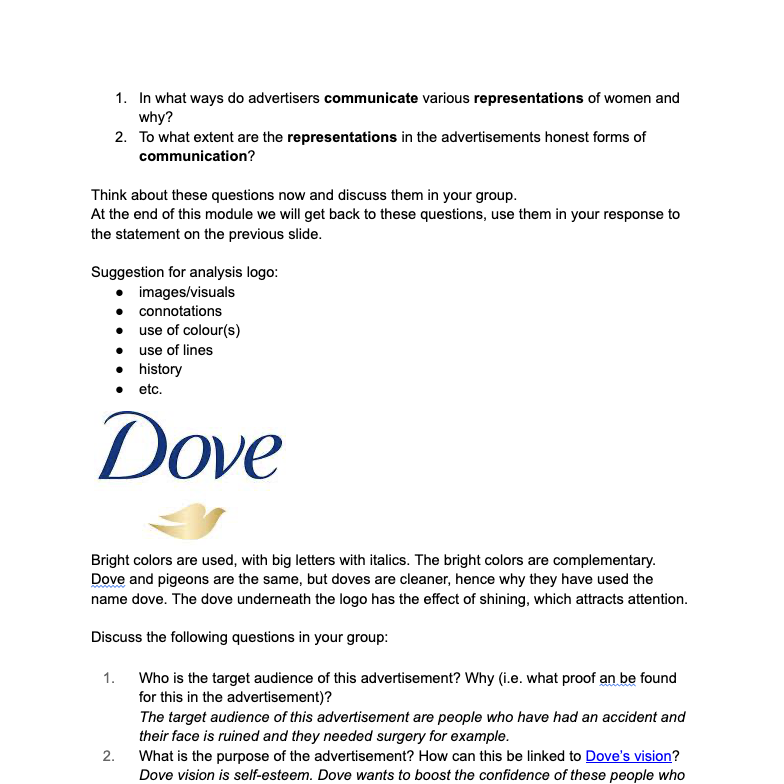 1. In what ways do advertisers communicate various representations of women and
why?
2. To what extent are the representations in the advertisements honest forms of
communication?
Think about these questions now and discuss them in your group.
At the end of this module we will get back to these questions, use them in your response to
the statement on the previous slide.
Suggestion for analysis logo:
● images/visuals
● connotations
● use of colour(s)
● use of lines
● history
● etc.
Dove
Bright colors are used, with big letters with italics. The bright colors are complementary.
Dove and pigeons are the same, but doves are cleaner, hence why they have used the
name dove. The dove underneath the logo has the effect of shining, which attracts attention.
Discuss the following questions in your group:
1. Who is the target audience of this advertisement? Why (i.e. what proof an be found
for this in the advertisement)?
The target audience of this advertisement are people who have had an accident and
their face is ruined and they needed surgery for example.
2. What is the purpose of the advertisement? How can this be linked to Dove's vision?
Dove vision is self-esteem. Dove wants to boost the confidence of these people who